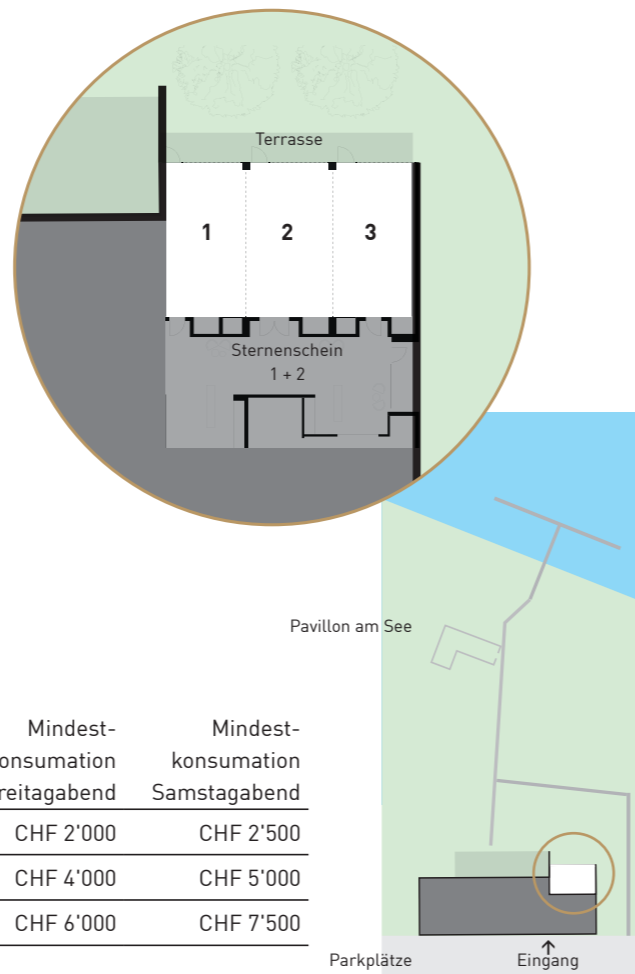 Terrasse
1 2 3
Sternenschein
1 + 2
Pavillon am See
Mindest- Mindest-
konsumation
Samstagabend
CHF 2'000 CHF 2'500
CHF 4'000 CHF 5'000
CHF 6'000 CHF 7'500
Parkplätze Eingang